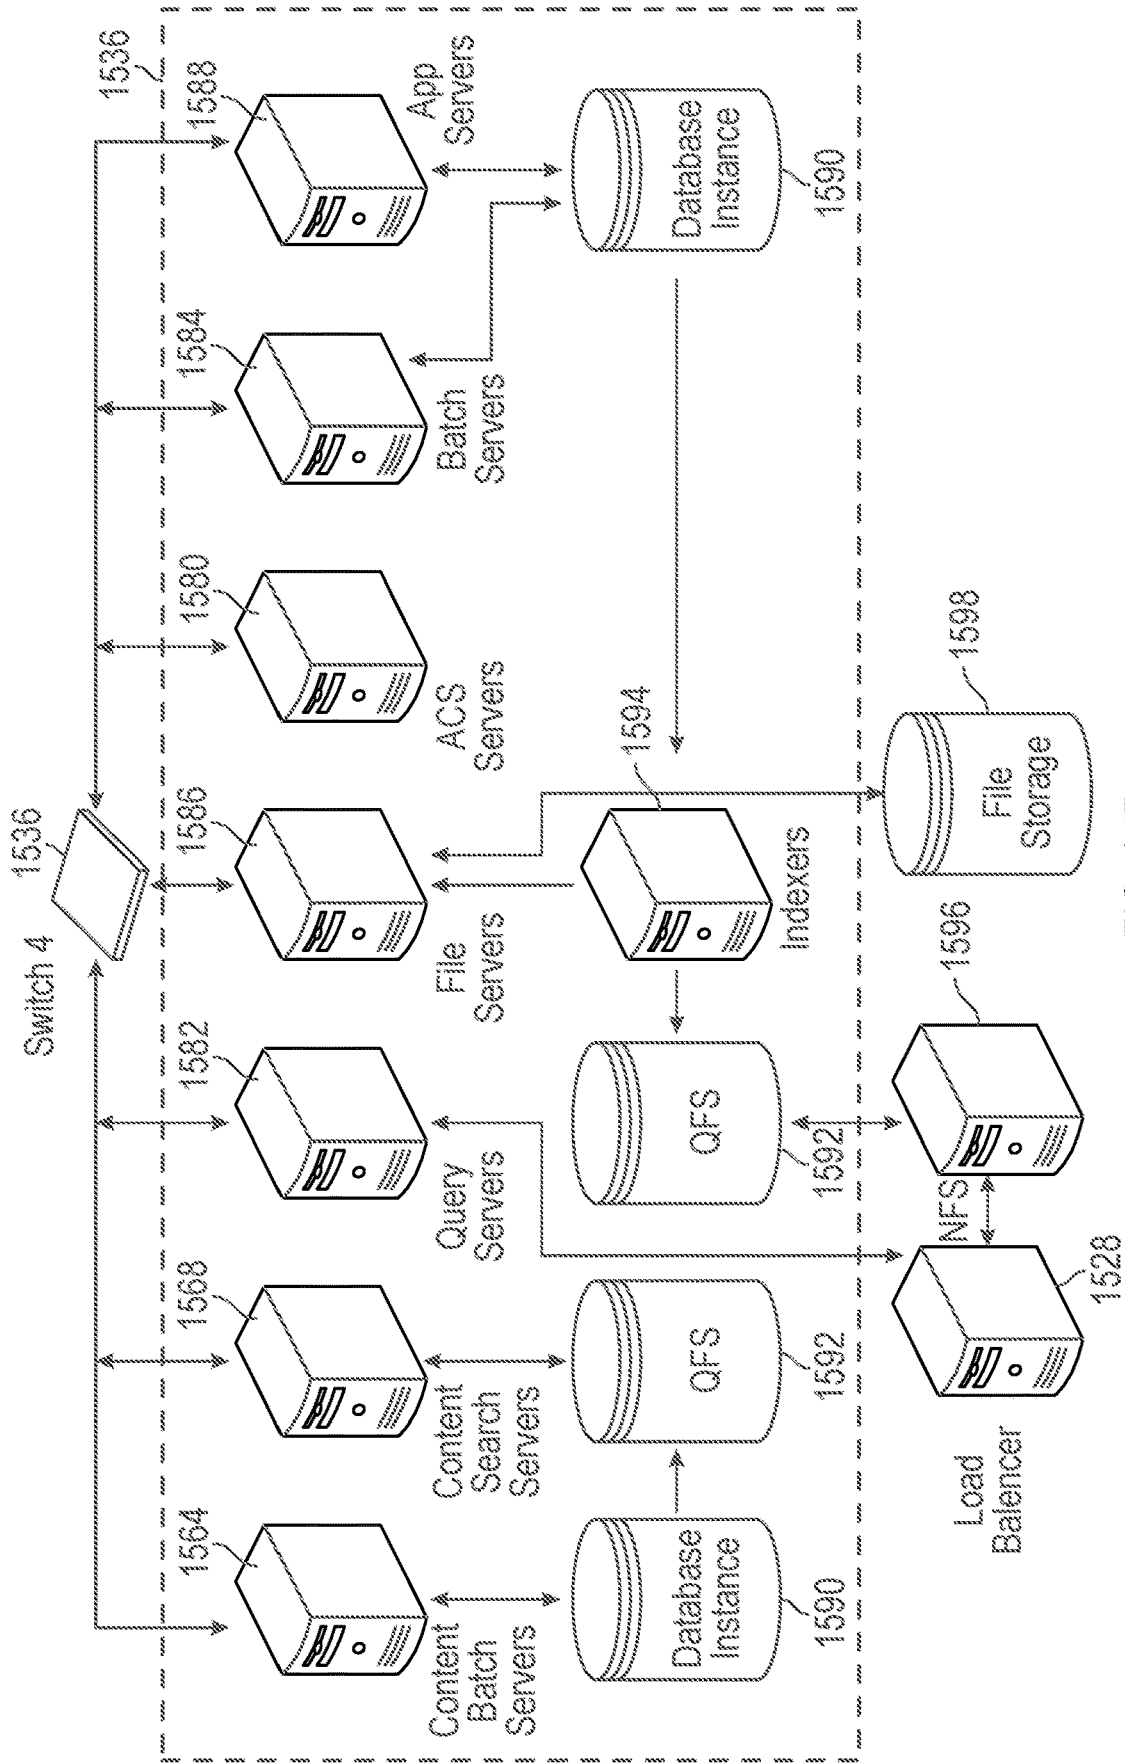 Switch 4
1536
1536
1564
1568
1582
1586
1580
1584
1588
Content
Batch
Servers
Content
Search
Servers
Query
Servers
File
Servers
ACS
Servers
Batch
Servers
App
Servers
1594
Database
Instance
QFS
QFS
Indexers
Database
Instance
1590
1592
1592
1590
Load
Balencer
NFS
1596
File
Storage
1598
1528